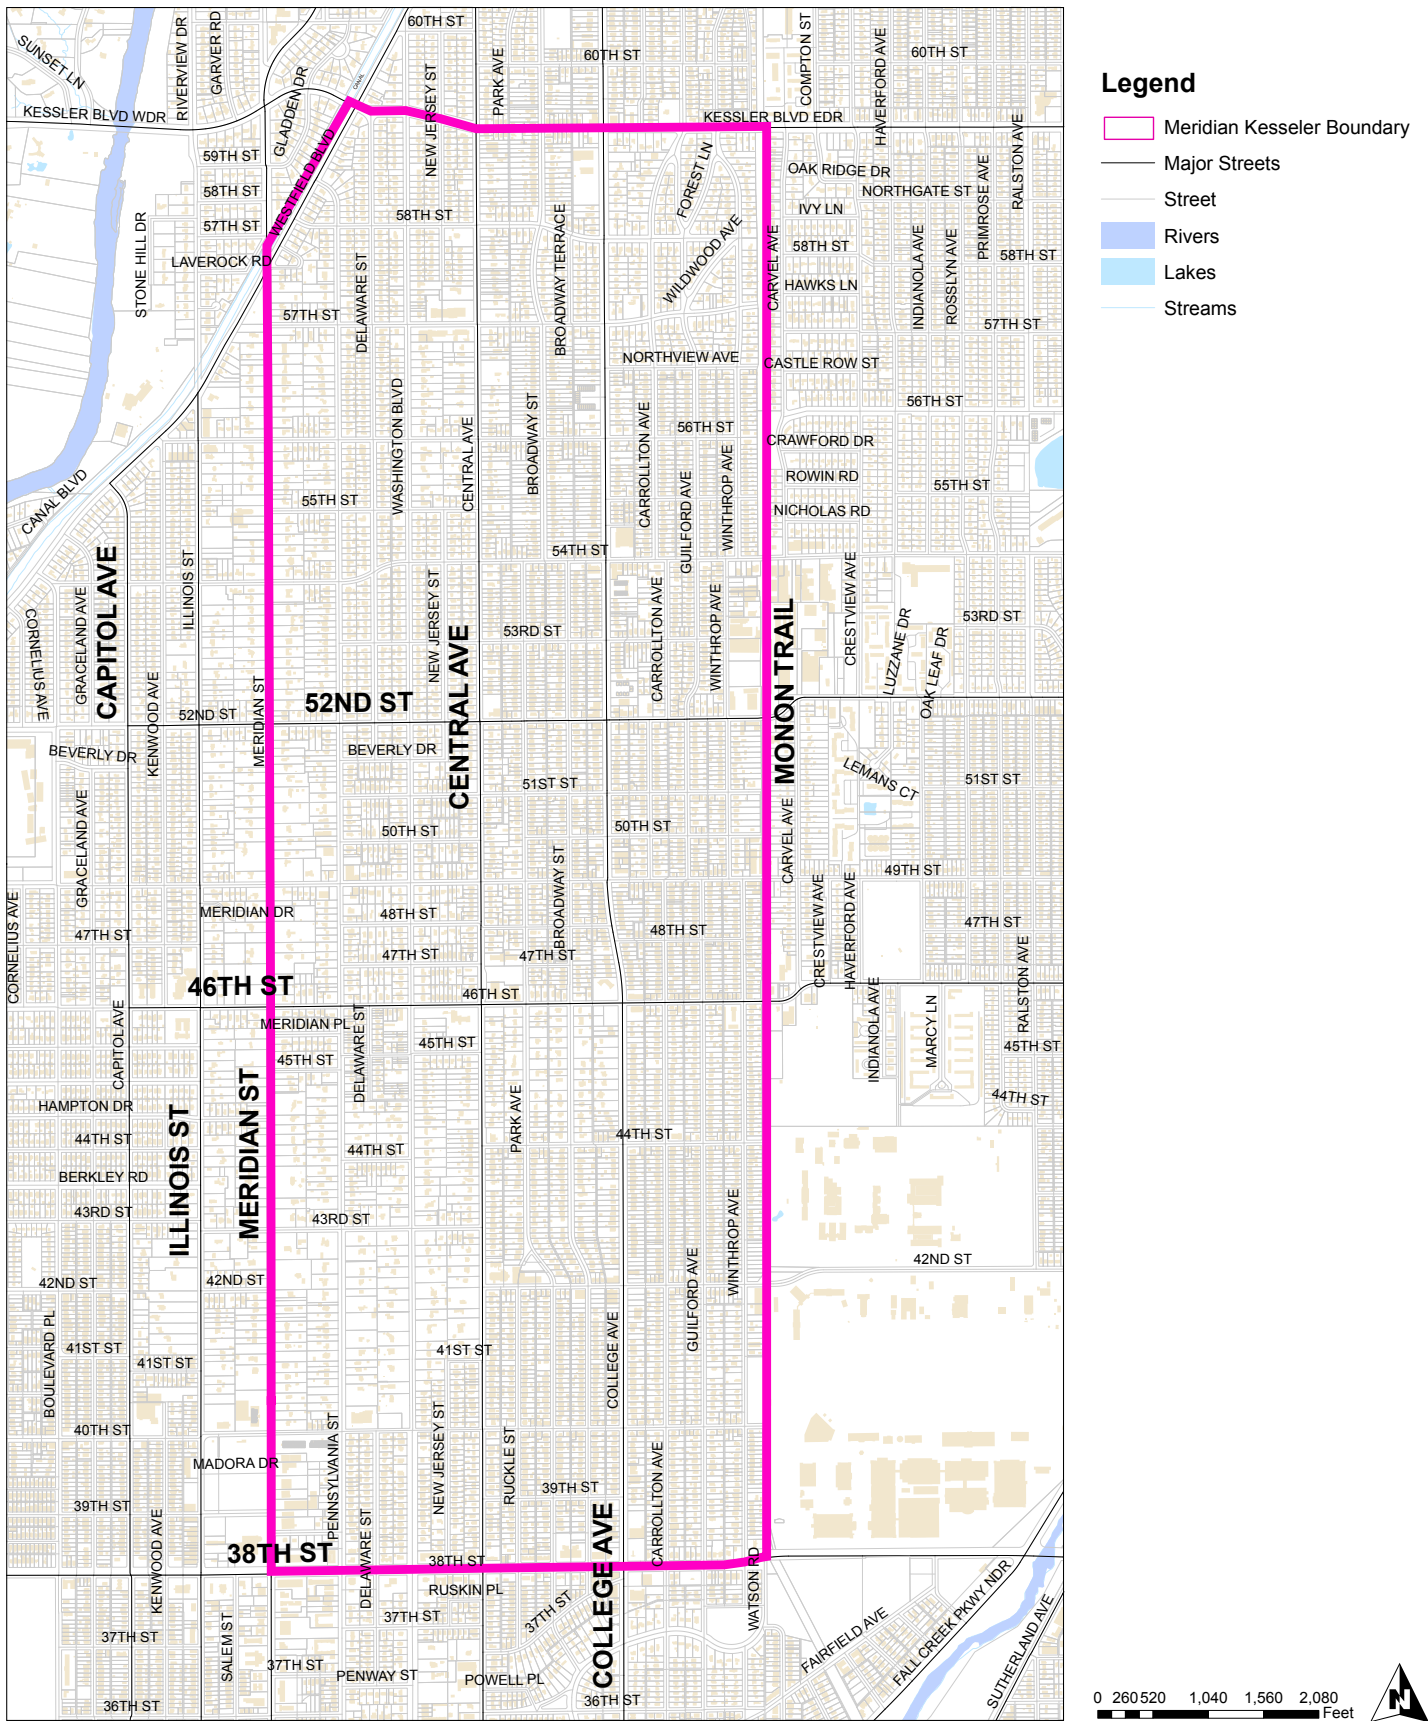 60TH ST
SUNSET LN
RIVERVIEW DR
GARVER RD
PARK AVE
60TH ST
COMPTON ST
HAVERFORD AVE
60TH ST
CANAL
KESSLER BLVD WDR
GLADDEN DR
NEW JERSEY ST
KESSLER BLVD EDR
RALSTON AVE
59TH ST
WESTFIELD BLVD
FOREST LN
OAK RIDGE DR
PRIMROSE AVE
58TH ST
NORTHGATE ST
57TH ST
58TH ST
IVY LN
STONE HILL DR
BROADWAY TERRACE
WILDWOOD AVE
58TH ST
58TH ST
LAVEROCK RD
DELAWARE ST
CARVEL AVE
HAWKS LN
INDIANOLA AVE
ROSSLYN AVE
57TH ST
57TH ST
NORTHVIEW AVE
CASTLE ROW ST
WASHINGTON BLVD
56TH ST
CENTRAL AVE
BROADWAY ST
CARROLLTON AVE
56TH ST
CRAWFORD DR
CANAL BLVD
GUILFORD AVE
WINTHROP AVE
ROWIN RD
55TH ST
55TH ST
NICHOLAS RD
54TH ST
CAPITOL AVE
ILLINOIS ST
GRACELAND AVE
CORNELIUS AVE
NEW JERSEY ST
53RD ST
CARROLLTON AVE
WINTHROP AVE
MONON TRAIL
CRESTVIEW AVE
LUZZANE DR
OAK LEAF DR
53RD ST
KENWOOD AVE
MERIDIAN ST
52ND ST
52ND ST
CENTRAL AVE
BEVERLY DR
BEVERLY DR
LEMANS CT
51ST ST
51ST ST
GRACELAND AVE
50TH ST
50TH ST
CARVEL AVE
BROADWAY ST
49TH ST
CORNELIUS AVE
MERIDIAN DR
48TH ST
48TH ST
CRESTVIEW AVE
HAVERFORD AVE
47TH ST
47TH ST
47TH ST
47TH ST
46TH ST
46TH ST
RALSTON AVE
CAPITOL AVE
MERIDIAN PL
DELAWARE ST
45TH ST
45TH ST
INDIANOLA AVE
MARCY LN
45TH ST
HAMPTON DR
44TH ST
44TH ST
PARK AVE
44TH ST
44TH ST
BERKLEY RD
ILLINOIS ST
MERIDIAN ST
43RD ST
43RD ST
WINTHROP AVE
42ND ST
42ND ST
42ND ST
GUILFORD AVE
BOULEVARD PL
41ST ST
41ST ST
41ST ST
COLLEGE AVE
40TH ST
PENNSYLVANIA ST
NEW JERSEY ST
RUCKLE ST
CARROLLTON AVE
MADORA DR
39TH ST
39TH ST
KENWOOD AVE
DELAWARE ST
COLLEGE AVE
38TH ST
38TH ST
WATSON RD
RUSKIN PL
37TH ST
37TH ST
FAIRFIELD AVE
FALL CREEK PKWY NDR
SUTHERLAND AVE
SALEM ST
37TH ST
37TH ST
PENWAY ST
POWELL PL
36TH ST
36TH ST
Legend
Meridian Kesseler Boundary
Major Streets
Street
Rivers
Lakes
Streams
0 260 520 1,040 1,560 2,080
Feet
N